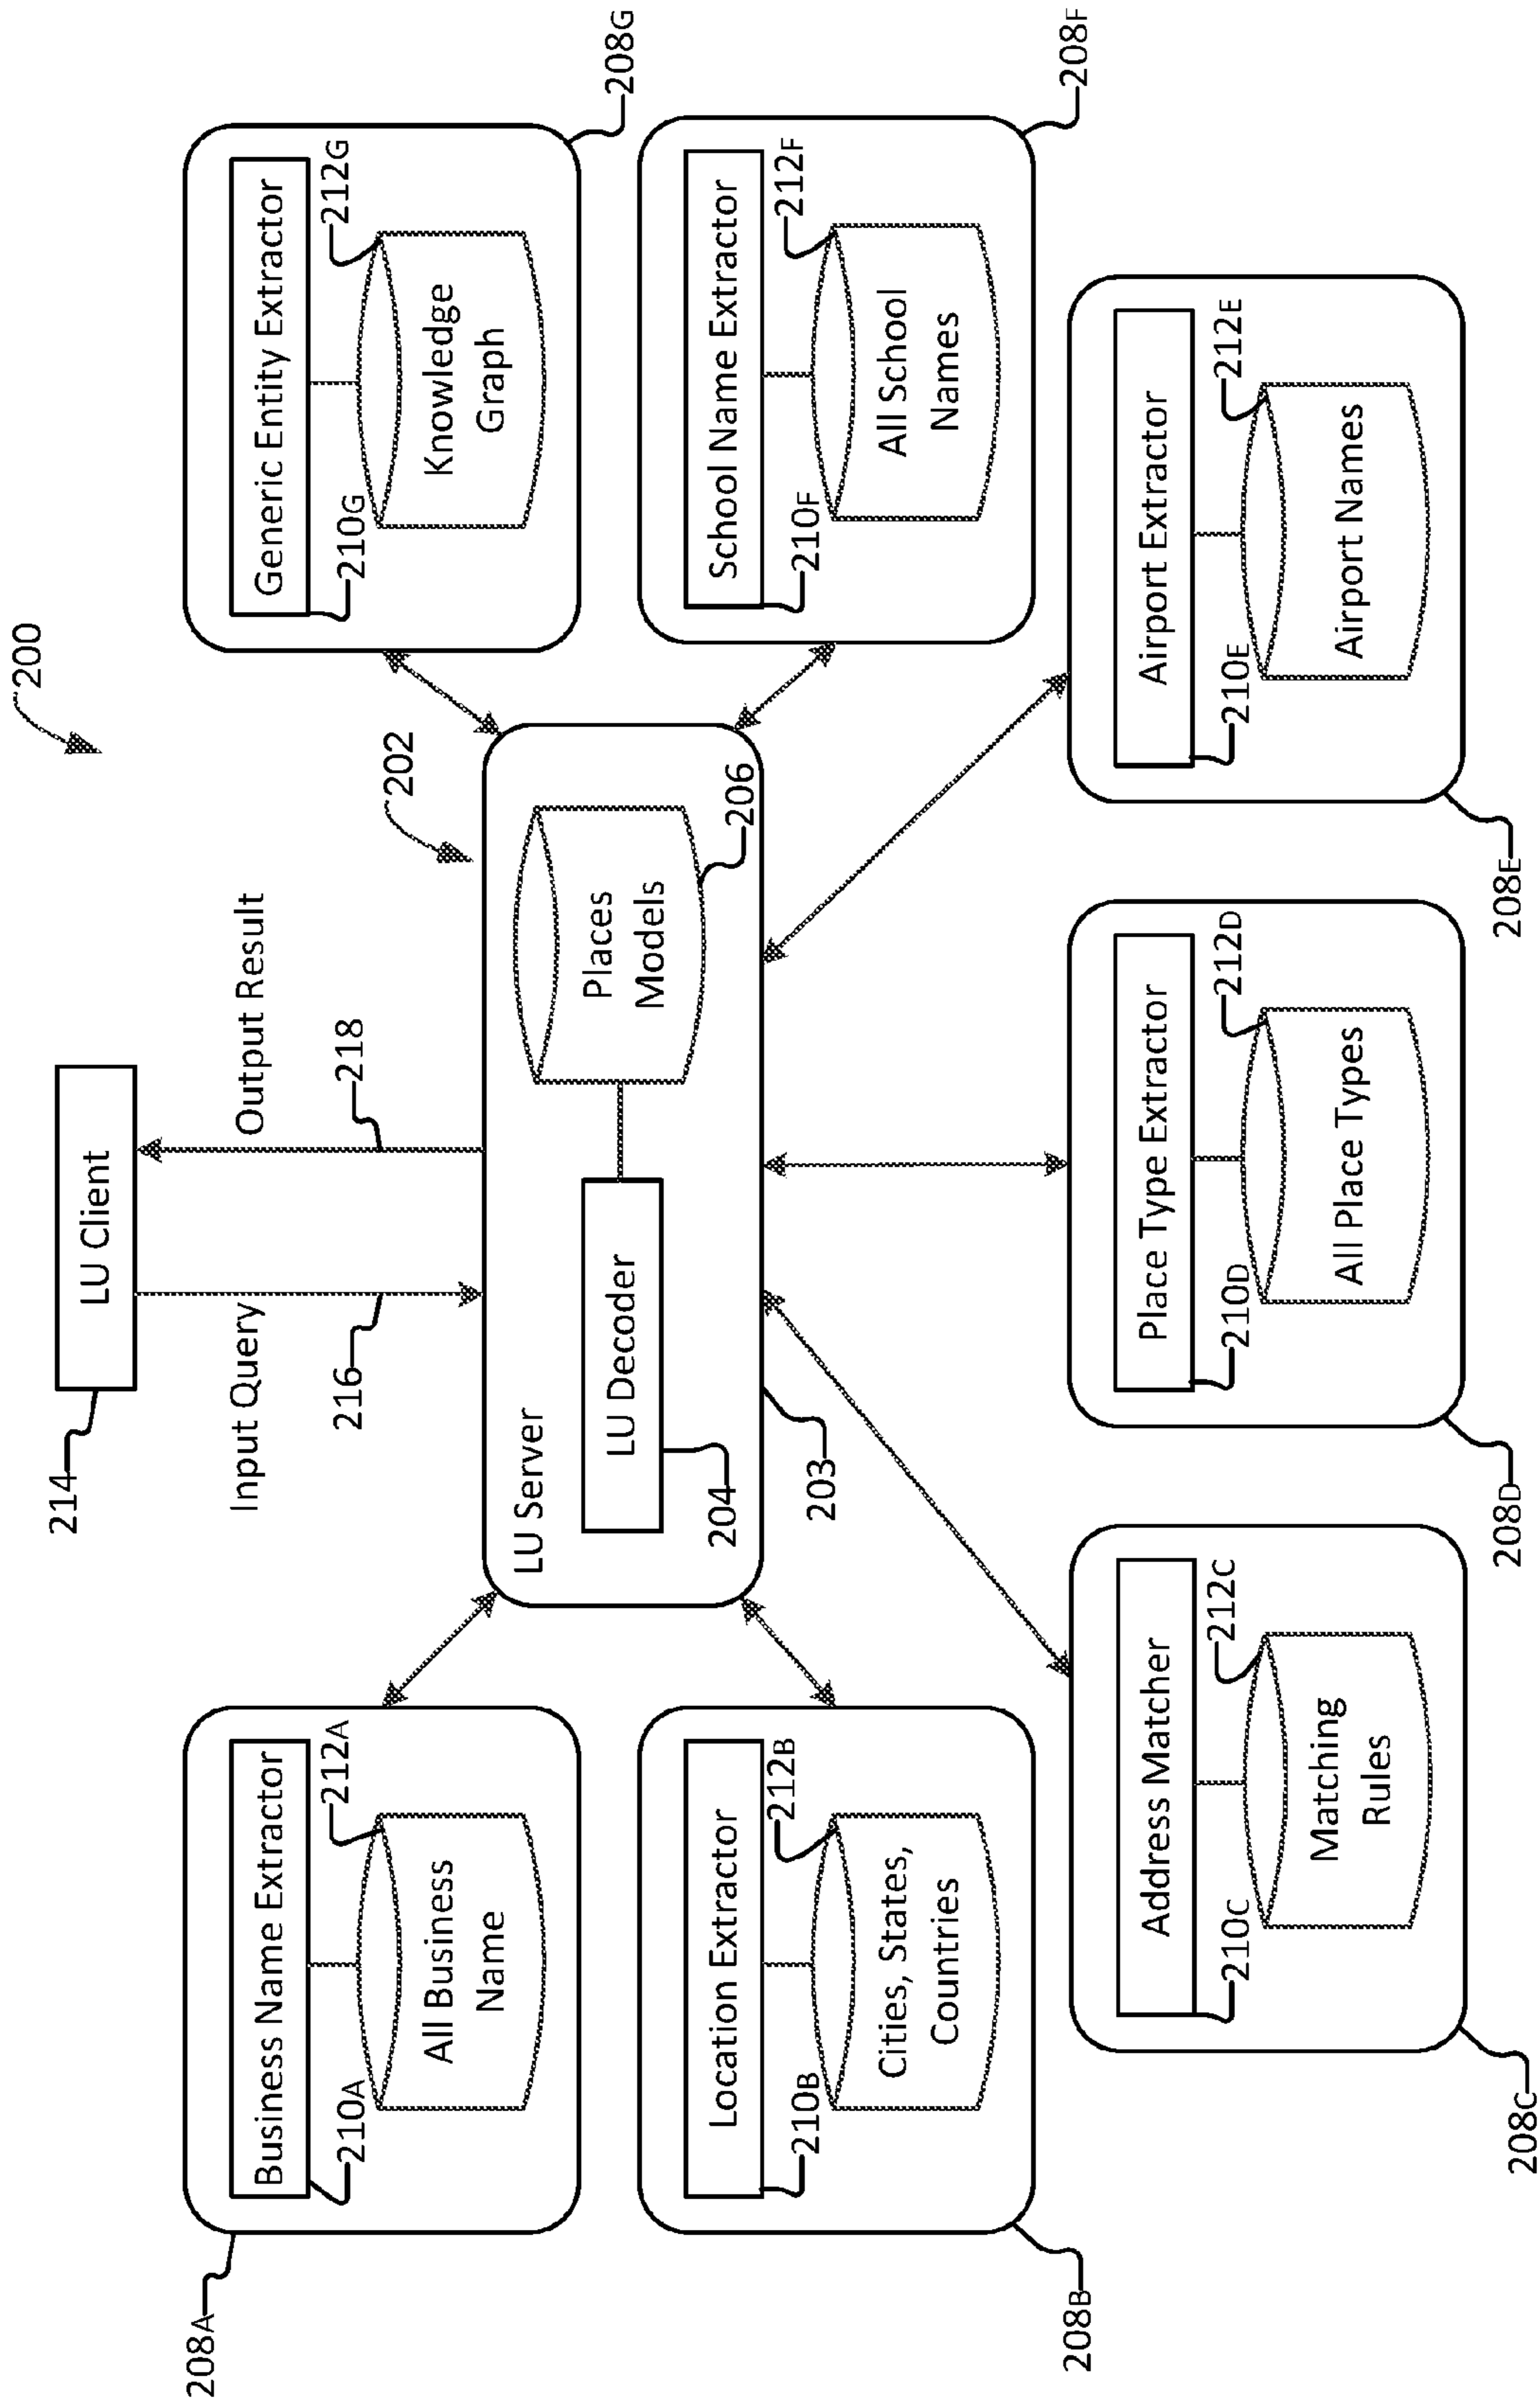 200
LU Client
214
Input Query
216
Output Result
218
202
LU Server
LU Decoder
204
Places
Models
206
203
Business Name Extractor
210A
212A
All Business
Name
208A
Location Extractor
210B
212B
Cities, States,
Countries
208B
Address Matcher
210C
212C
Matching
Rules
208C
Place Type Extractor
210D
212D
All Place Types
208D
Airport Extractor
210E
212E
Airport Names
208E
School Name Extractor
210F
212F
All School
Names
208F
Generic Entity Extractor
210G
212G
Knowledge
Graph
208G